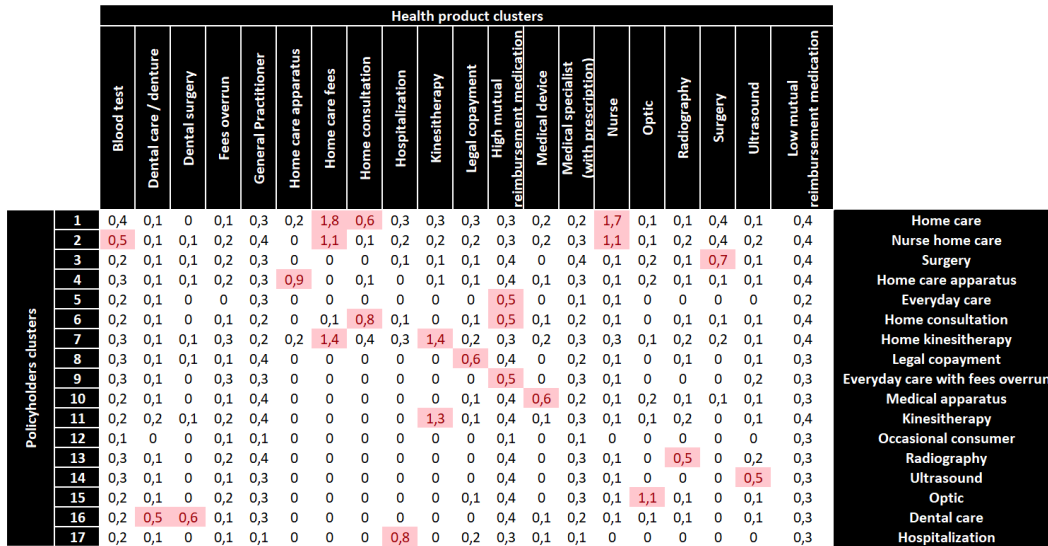 Health product clusters
Blood test
Dental care / denture
Dental surgery
Fees overrun
General Practitioner
Home care apparatus
Home care fees
Home consultation
Hospitalization
Kinesitherapy
Legal copayment
High mutual
reimbursement medication
Medical device
Medical specialist
(with prescription)
Nurse
Optic
Radiography
Surgery
Ultrasound
Low mutual
reimbursement medication
Policyholders clusters
1 0,4 0,1 0 0,1 0,3 0,2 1,8 0,6 0,3 0,3 0,3 0,3 0,2 0,2 1,7 0,1 0,1 0,4 0,1 0,4 Home care
2 0,5 0,1 0,1 0,2 0,4 0 1,1 0,1 0,2 0,2 0,2 0,3 0,2 0,3 1,1 0,1 0,2 0,4 0,2 0,4 Nurse home care
3 0,2 0,1 0,1 0,2 0,3 0 0 0 0,1 0,1 0,1 0,4 0 0,4 0,1 0,2 0,1 0,7 0,1 0,4 Surgery
4 0,3 0,1 0,1 0,2 0,3 0,9 0 0,1 0 0,1 0,1 0,4 0,1 0,3 0,1 0,2 0,1 0,1 0,1 0,4 Home care apparatus
5 0,2 0,1 0 0 0,3 0 0 0 0 0 0 0,5 0 0,1 0,1 0 0 0 0 0,2 Everyday care
6 0,2 0,1 0 0,1 0,2 0 0,1 0,8 0,1 0 0,1 0,5 0,1 0,2 0,1 0 0,1 0,1 0,1 0,4 Home consultation
7 0,3 0,1 0,1 0,3 0,2 0,2 1,4 0,4 0,3 1,4 0,2 0,3 0,2 0,3 0,3 0,1 0,2 0,2 0,1 0,4 Home kinesitherapy
8 0,3 0,1 0,1 0,1 0,4 0 0 0 0 0 0,6 0,4 0 0,2 0,1 0 0,1 0 0,1 0,3 Legal copayment
9 0,3 0,1 0 0,3 0,3 0 0 0 0 0 0 0,5 0 0,3 0,1 0 0 0 0,2 0,3 Everyday care with fees overrun
10 0,2 0,1 0 0,1 0,4 0 0 0 0 0 0,1 0,4 0,6 0,2 0,1 0,2 0,1 0,1 0,1 0,3 Medical apparatus
11 0,2 0,2 0,1 0,2 0,4 0 0 0 0 1,3 0,1 0,4 0,1 0,3 0,1 0,1 0,2 0 0,1 0,4 Kinesitherapy
12 0,1 0 0 0,1 0,1 0 0 0 0 0 0 0,1 0 0,1 0 0 0 0 0 0,3 Occasional consumer
13 0,3 0,1 0 0,2 0,4 0 0 0 0 0 0 0,4 0 0,3 0,1 0 0,5 0 0,2 0,3 Radiography
14 0,3 0,1 0 0,2 0,3 0 0 0 0 0 0 0,4 0 0,3 0,1 0 0 0 0,5 0,3 Ultrasound
15 0,2 0,1 0 0,2 0,3 0 0 0 0 0 0,1 0,4 0 0,3 0,1 1,1 0,1 0 0,1 0,3 Optic
16 0,2 0,5 0,6 0,1 0,3 0 0 0 0 0 0 0,4 0,1 0,2 0,1 0,1 0,1 0 0,1 0,3 Dental care
17 0,2 0,1 0 0,1 0,1 0 0 0 0,8 0 0,2 0,3 0,1 0,1 0 0 0 0 0 0,3 Hospitalization